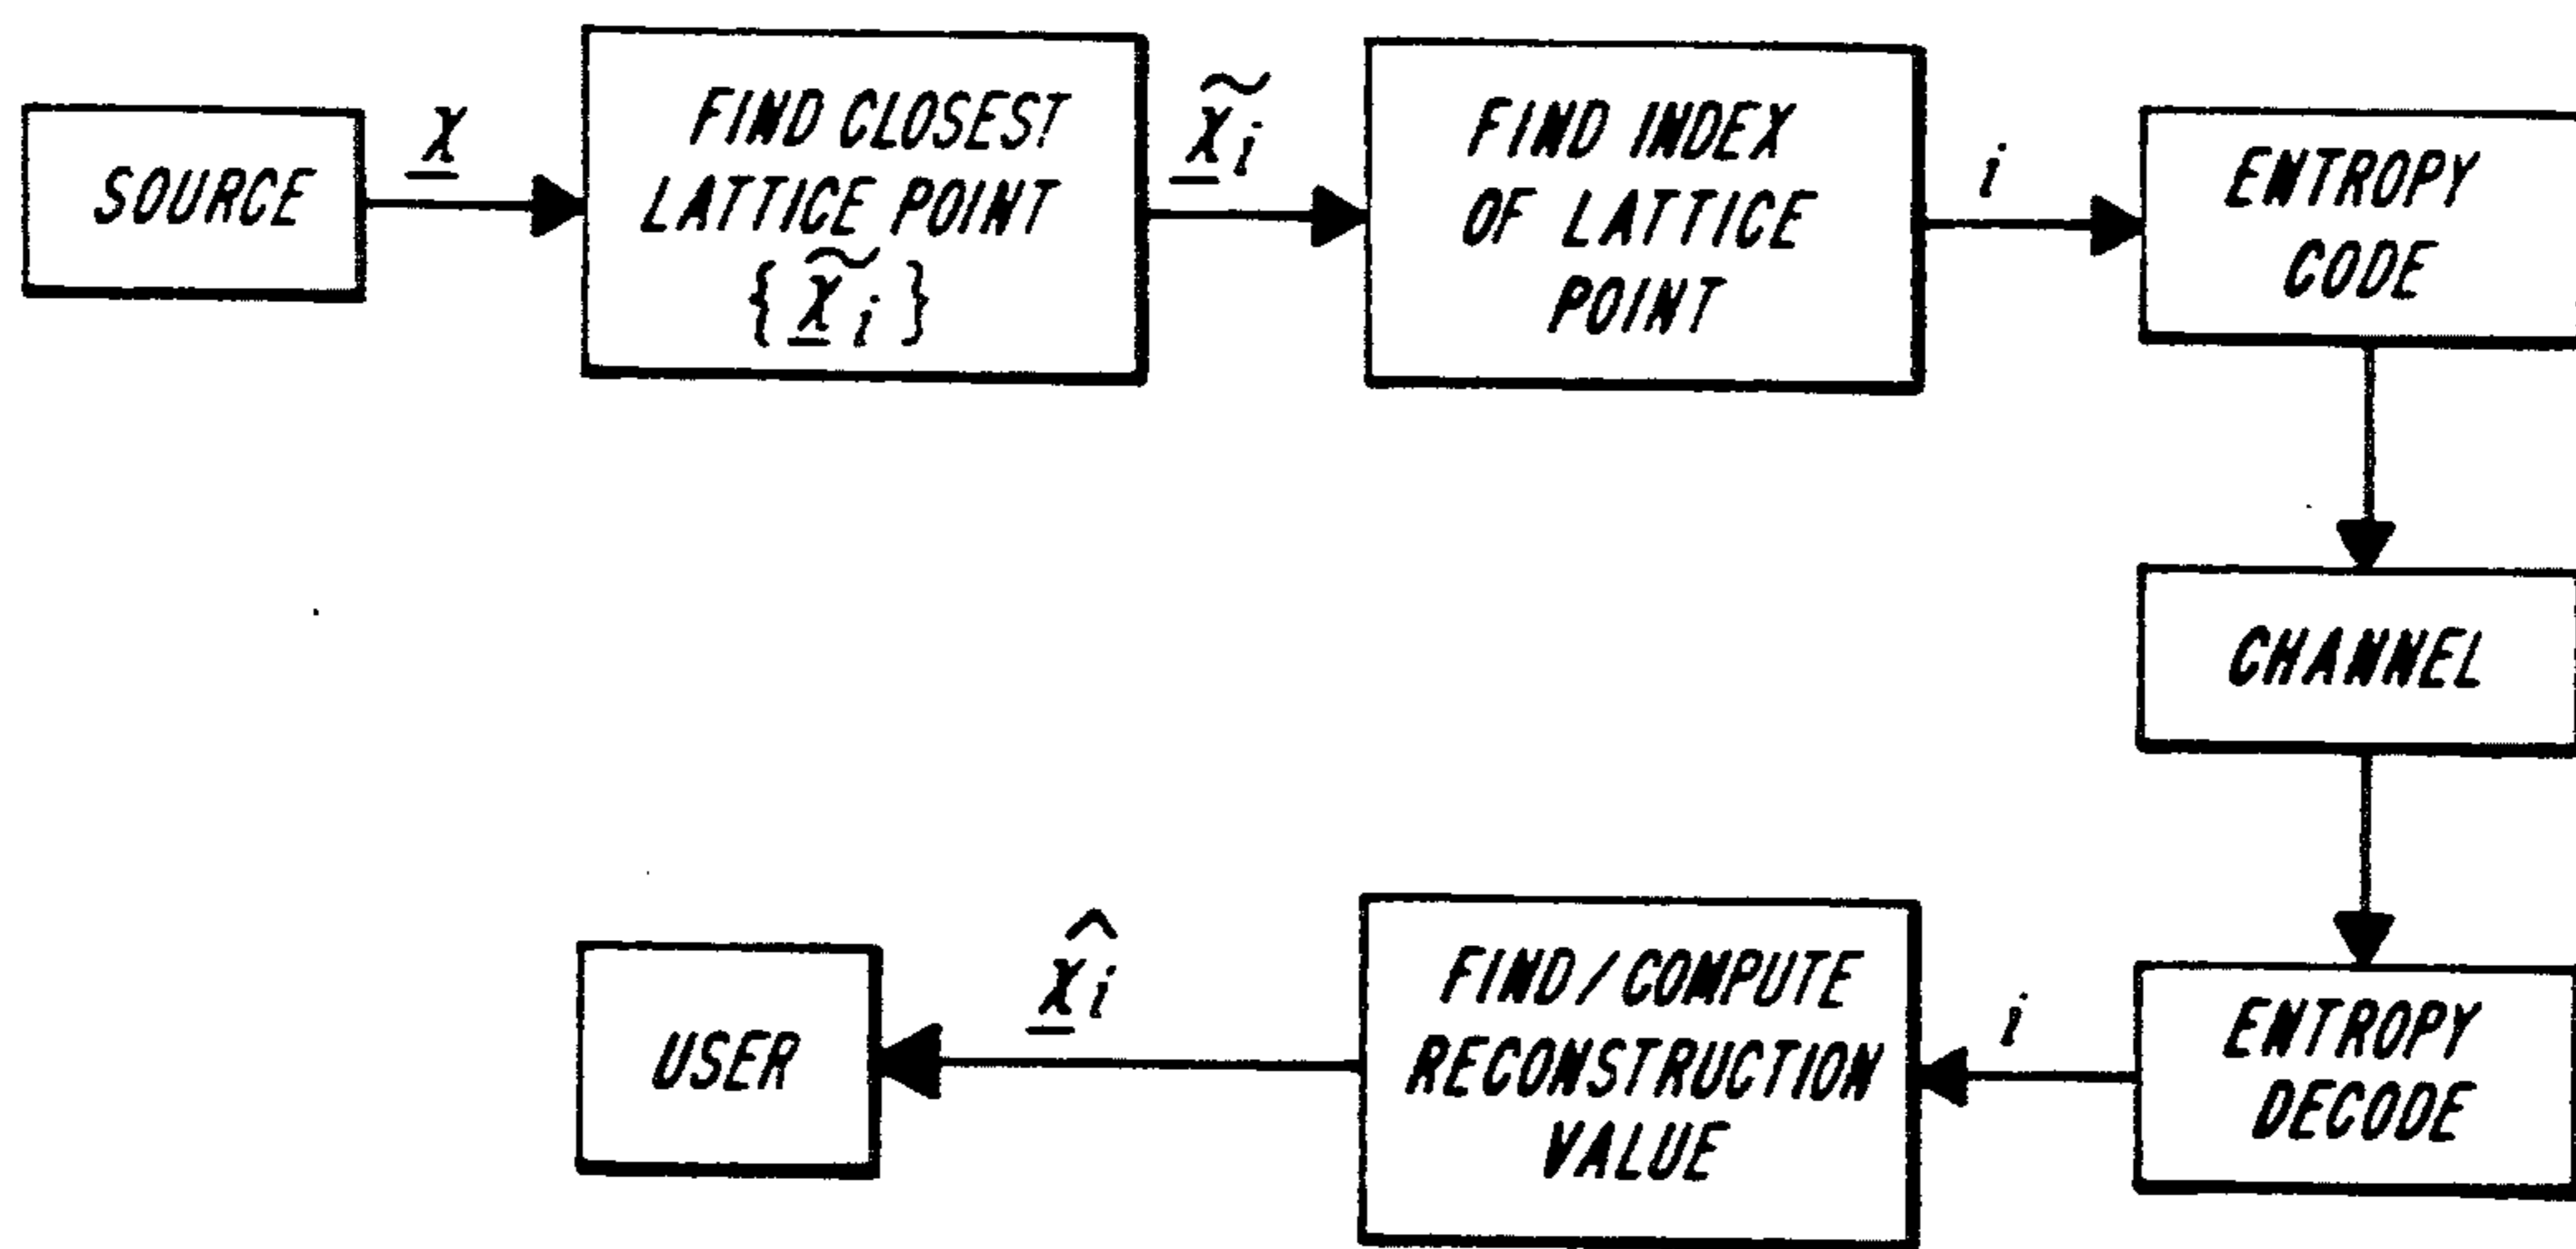 SOURCE
X
FIND CLOSEST
LATTICE POINT
{ X̃i }
X̃i
FIND INDEX
OF LATTICE
POINT
i
ENTROPY
CODE
CHANNEL
ENTROPY
DECODE
i
FIND/COMPUTE
RECONSTRUCTION
VALUE
X̂i
USER